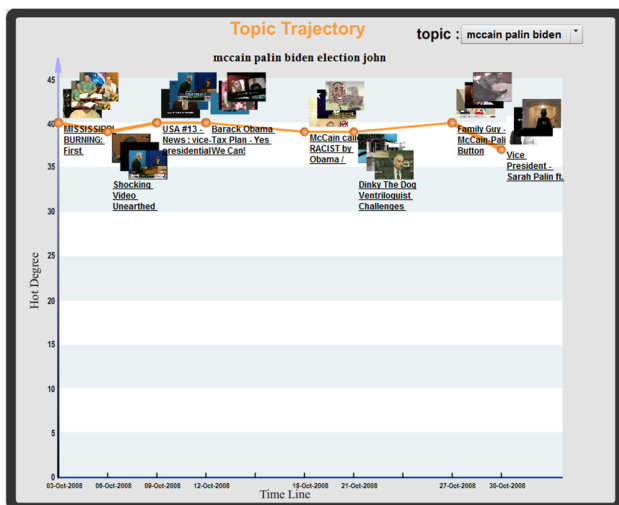 Topic Trajectory
topic : mccain palin biden
mccain palin biden election john
Hot Degree
45
40
35
30
25
20
15
10
5
0
MISSISSIPPI
BURNING:
First
Shocking
Video
Unearthed
USA #13 -
News : vice-
presidential
Barack Obama
Tax Plan - Yes
We Can!
McCain calls
RACIST by
Obama /
Dinky The Dog
Ventriloquist
Challenges
Family Guy -
McCain-Pali
Button
Vice
President -
Sarah Palin ft.
03-Oct-2008
06-Oct-2008
09-Oct-2008
12-Oct-2008
18-Oct-2008
21-Oct-2008
27-Oct-2008
30-Oct-2008
Time Line